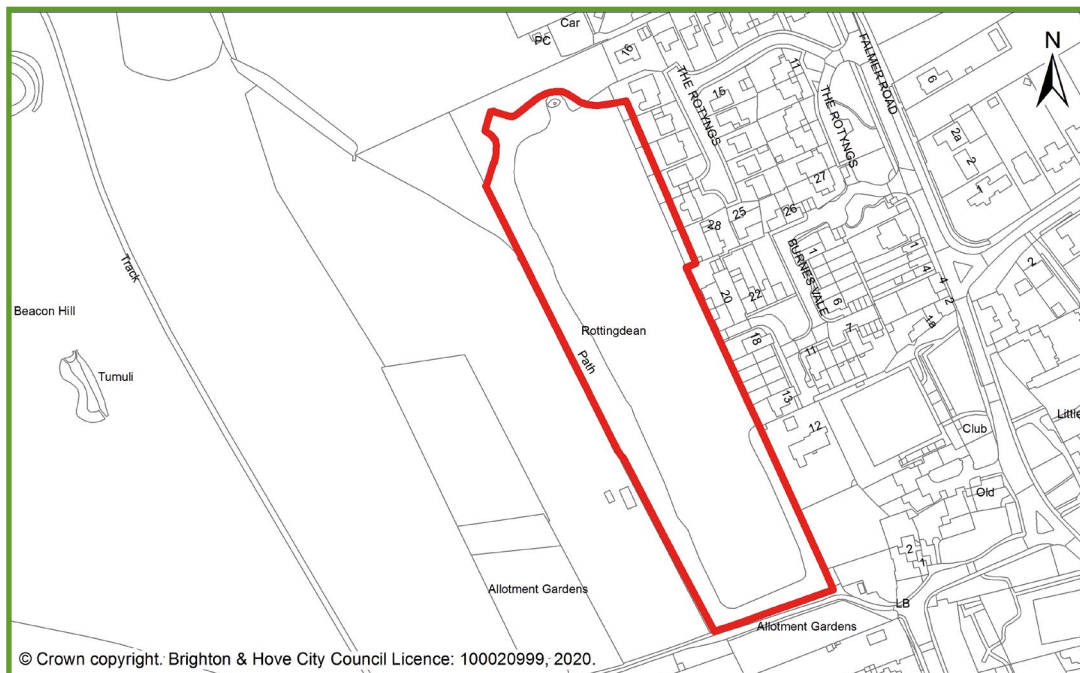 Car
PC
N
16
THE ROTYNGS
15
11
THE ROTYNGS
FALMER ROAD
6
2a
2
1
27
25
26
28
Track
BURNES VALE
1
1
4
4
2
2
Beacon Hill
20
22
6
Rottingdean
7
1a
18
11
Path
Tumuli
13
12
Club
Little
Old
2
1
Allotment Gardens
LB
Allotment Gardens
© Crown copyright. Brighton & Hove City Council Licence: 100020999, 2020.